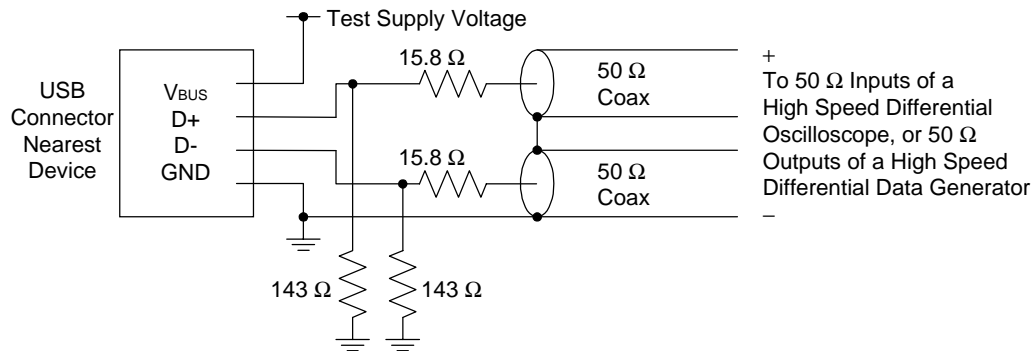 Test Supply Voltage
USB
Connector
Nearest
Device
VBUS
D+
D-
GND
15.8 Ω
50 Ω
Coax
15.8 Ω
50 Ω
Coax
143 Ω
143 Ω
+
To 50 Ω Inputs of a
High Speed Differential
Oscilloscope, or 50 Ω
Outputs of a High Speed
Differential Data Generator
−